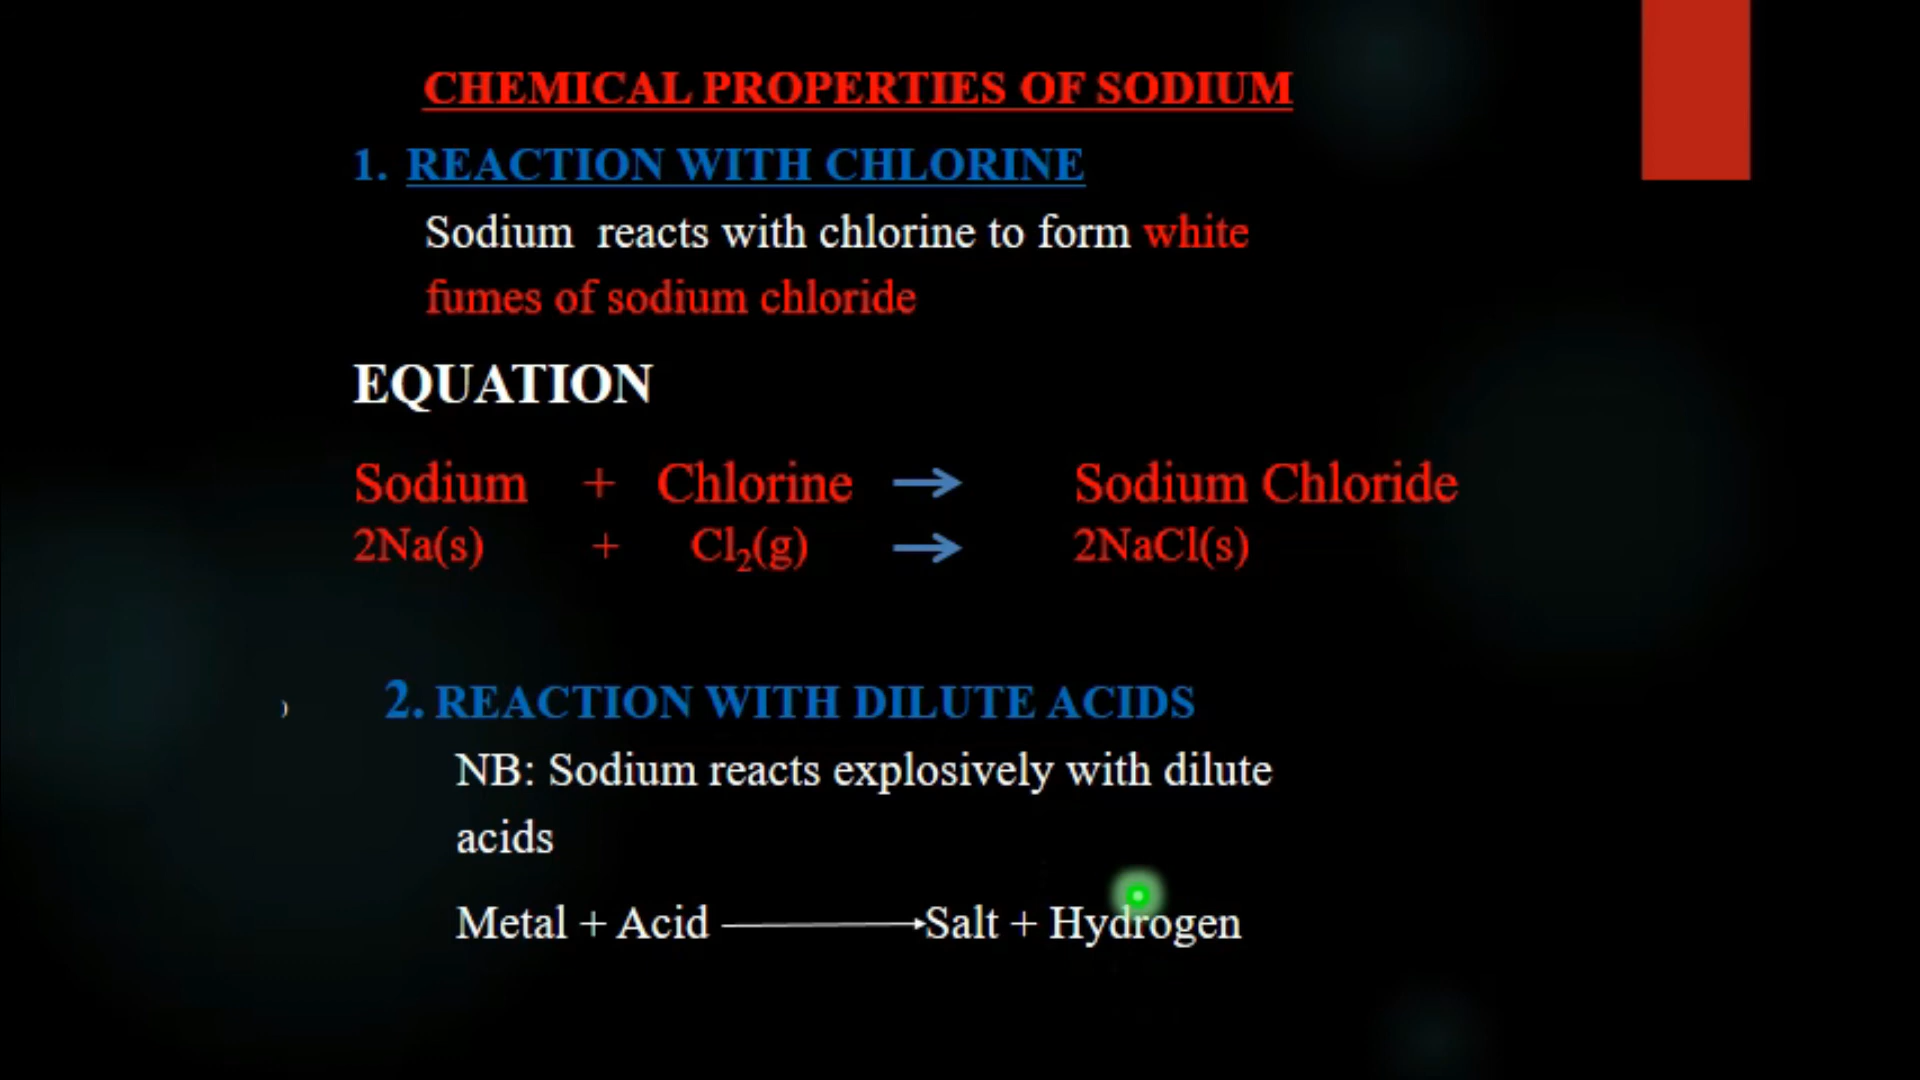 CHEMICAL PROPERTIES OF SODIUM
1. REACTION WITH CHLORINE
Sodium reacts with chlorine to form white
fumes of sodium chloride
EQUATION
Sodium + Chlorine → Sodium Chloride
2Na(s) + Cl₂(g) → 2NaCl(s)
)
2. REACTION WITH DILUTE ACIDS
NB: Sodium reacts explosively with dilute
acids
Metal + Acid → Salt + Hydrogen